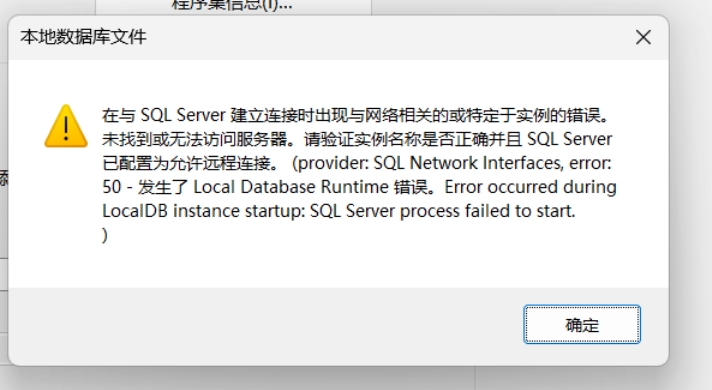 程序集信息(I)...
本地数据库文件
在与 SQL Server 建立连接时出现与网络相关的或特定于实例的错误。
未找到或无法访问服务器。请验证实例名称是否正确并且 SQL Server
已配置为允许远程连接。 (provider: SQL Network Interfaces, error:
50 - 发生了 Local Database Runtime 错误。Error occurred during
LocalDB instance startup: SQL Server process failed to start.
)
确定